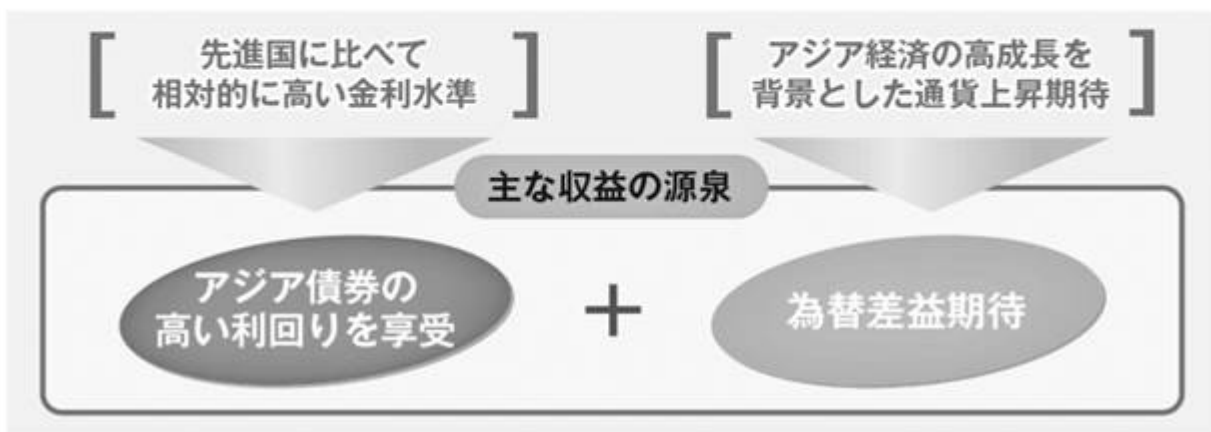 先進国に比べて
相対的に高い金利水準
アジア経済の高成長を
背景とした通貨上昇期待
主な収益の源泉
アジア債券の
高い利回りを享受
+
為替差益期待